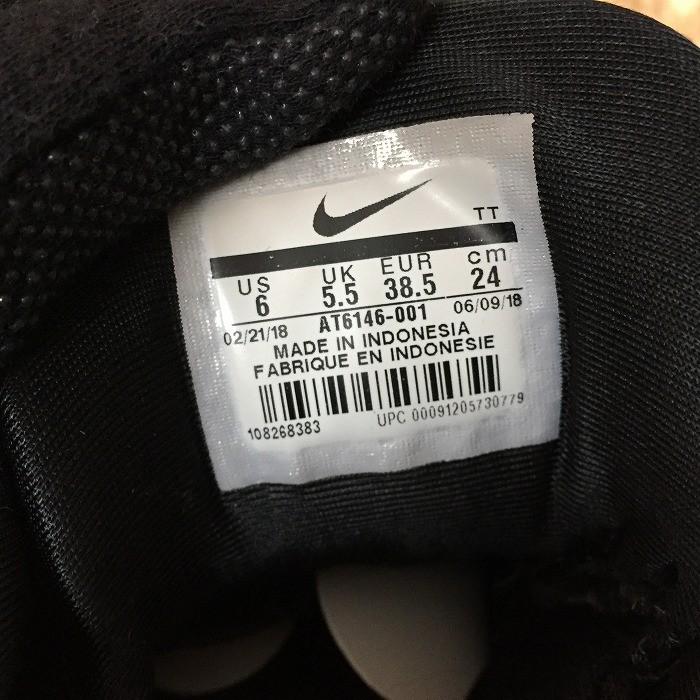 TT
US UK EUR cm
6 5.5 38.5 24
02/21/18 AT6146-001 06/09/18
MADE IN INDONESIA
FABRIQUE EN INDONESIE
108268383 UPC 00091205730779